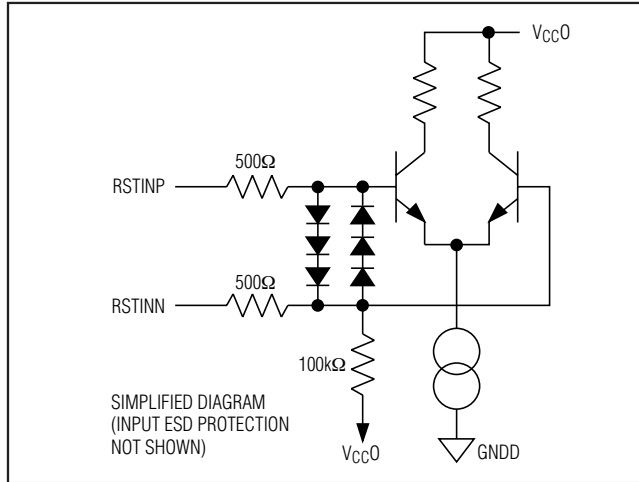 VCCO
500Ω
RSTINP
500Ω
RSTINN
100kΩ
SIMPLIFIED DIAGRAM
(INPUT ESD PROTECTION
NOT SHOWN)
VCCO
GNDD